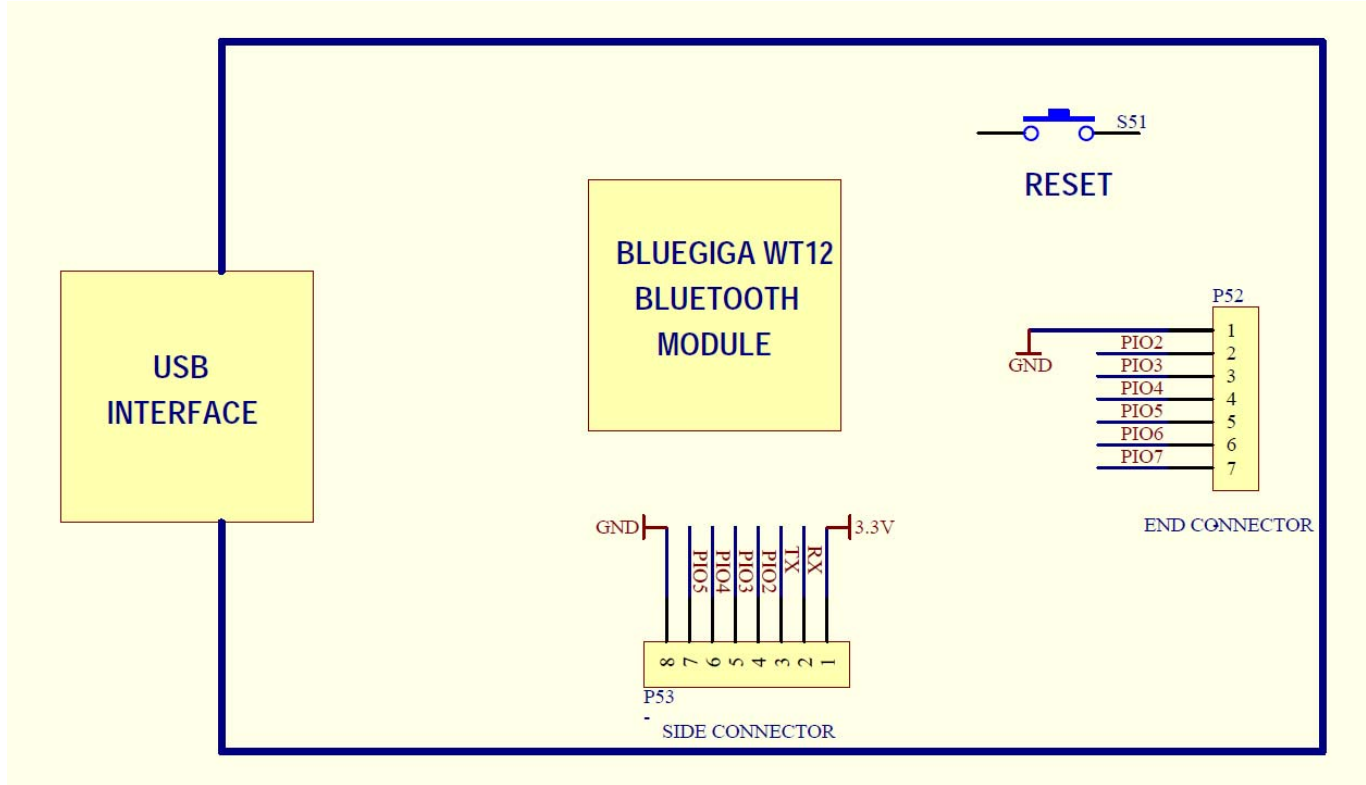 S51
RESET
BLUEGIGA WT12
BLUETOOTH
MODULE
USB
INTERFACE
P52
GND
1
PIO2 2
PIO3 3
PIO4 4
PIO5 5
PIO6 6
PIO7 7
END CONNECTOR
GND
3.3V
PIO5
PIO4
PIO3
PIO2
TX
RX
8 7 6 5 4 3 2 1
P53
-
SIDE CONNECTOR